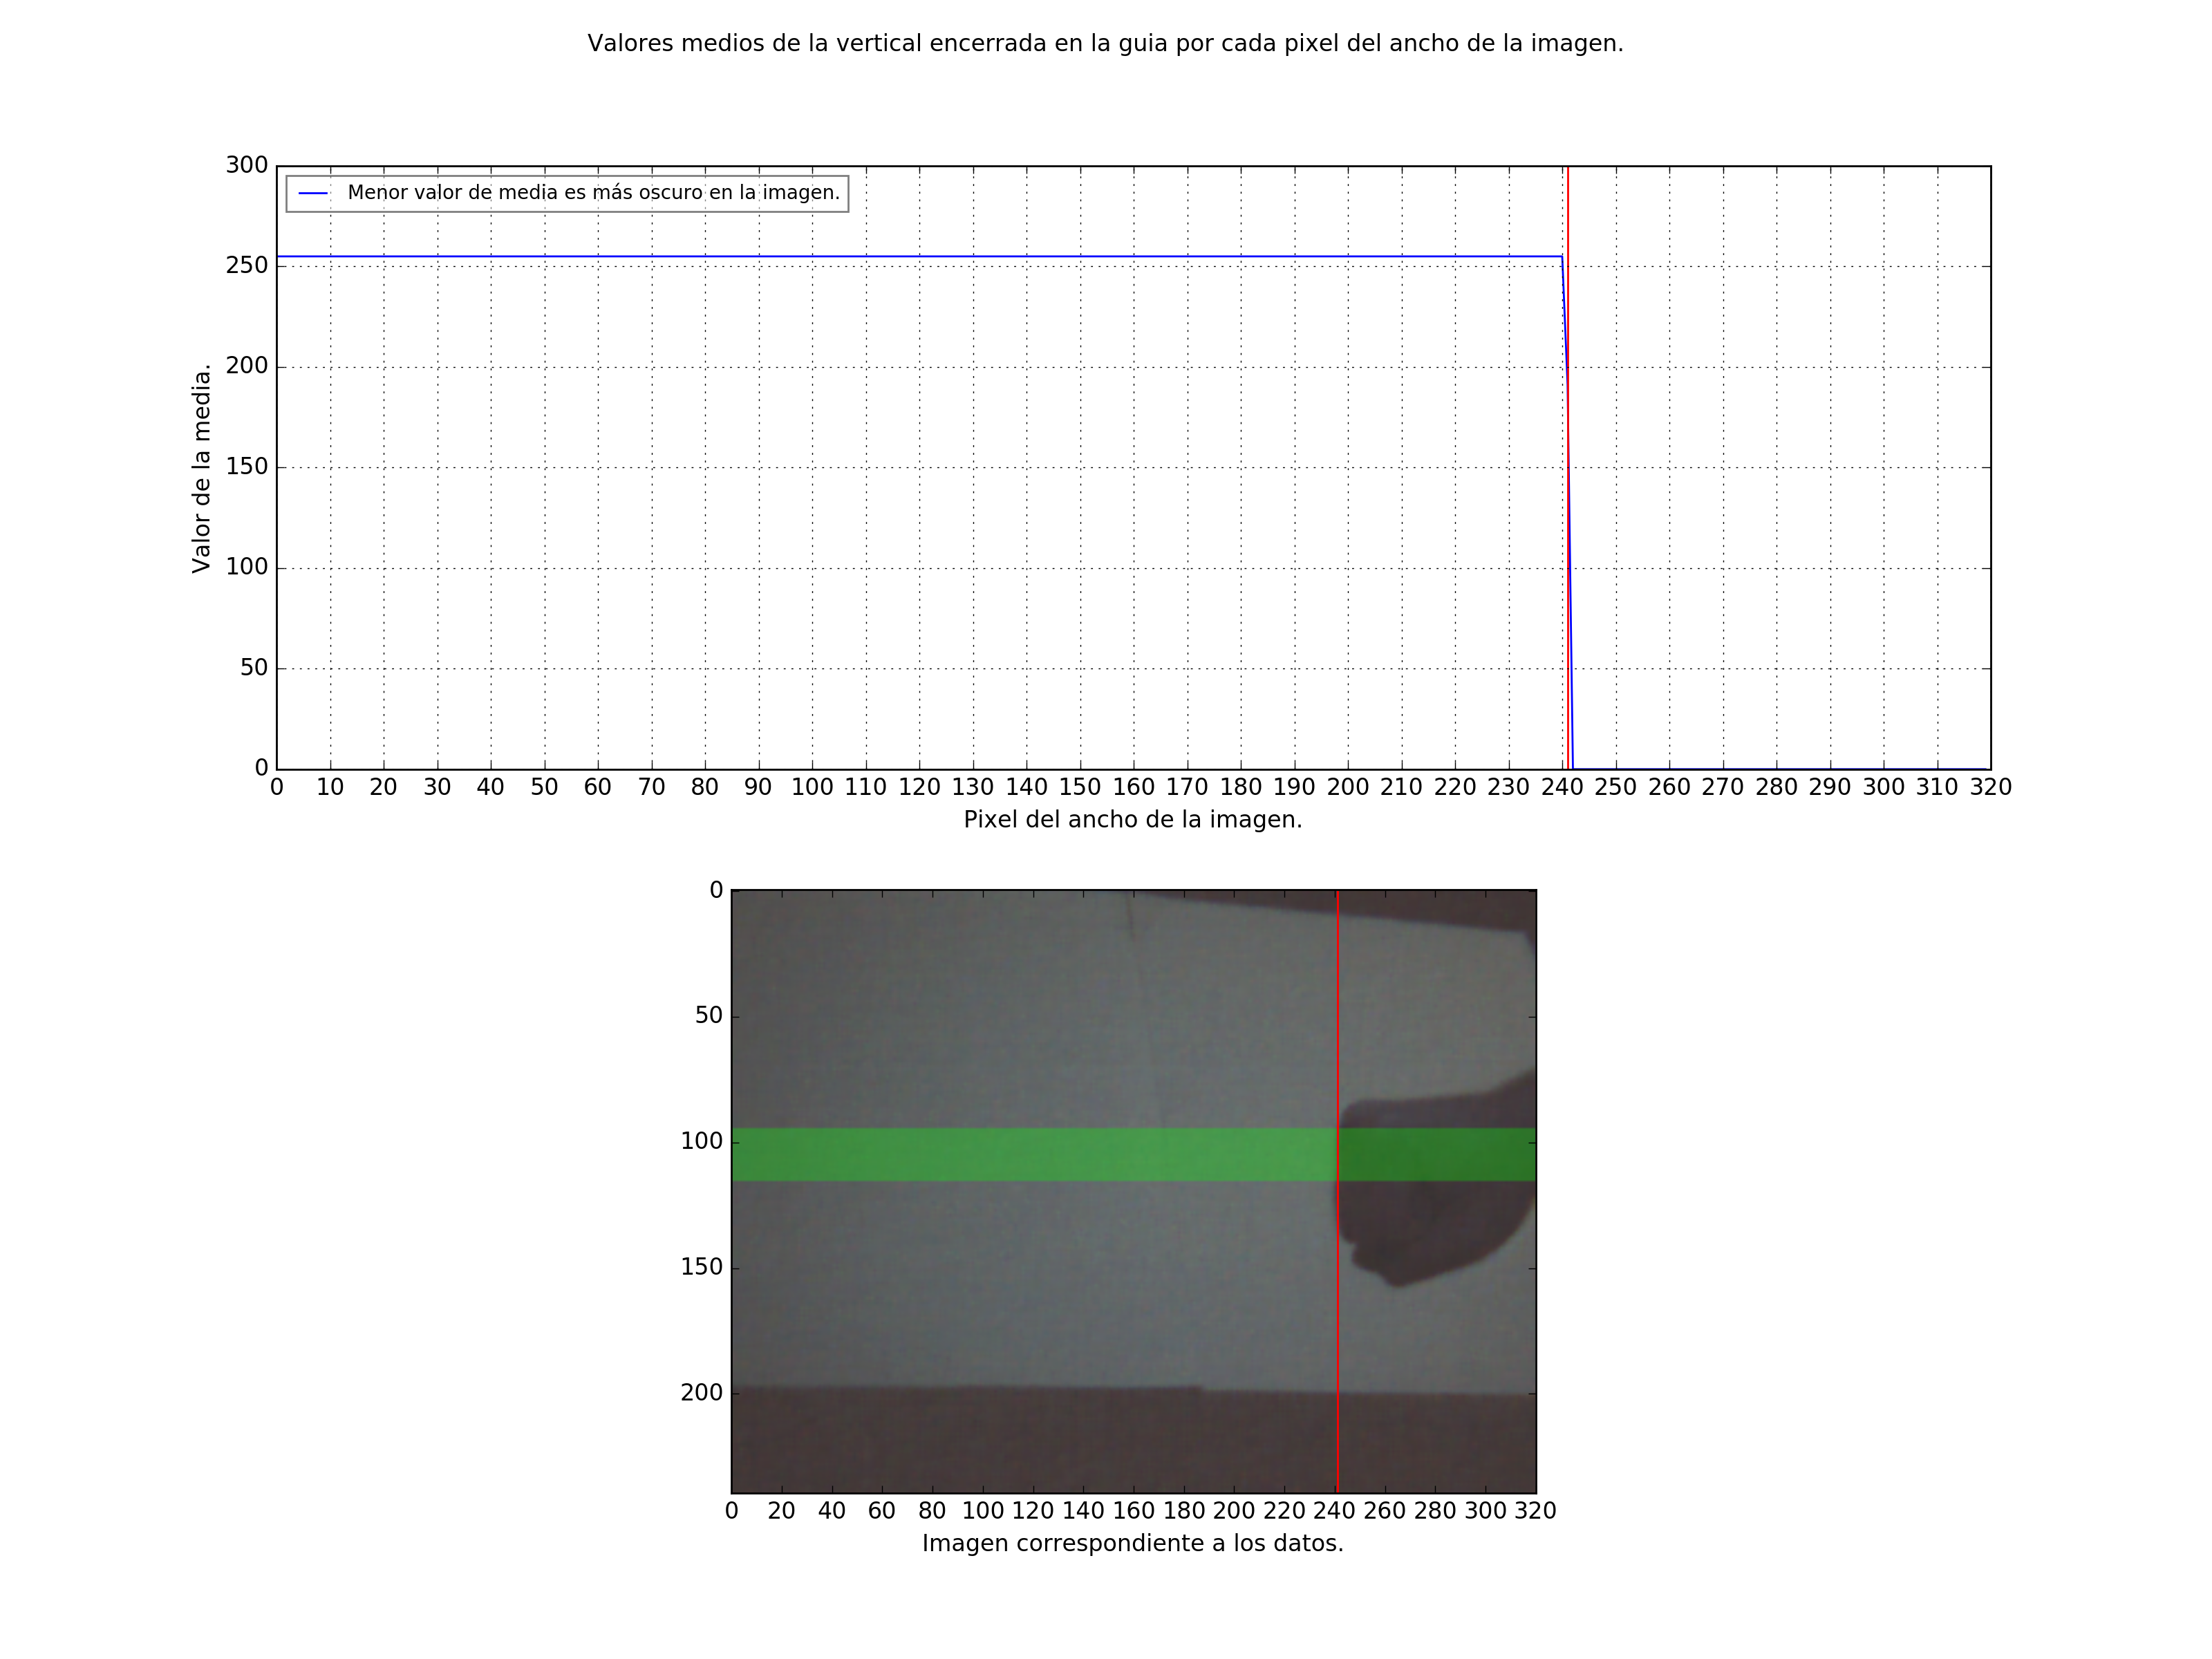 Valores medios de la vertical encerrada en la guia por cada pixel del ancho de la imagen.
300
Menor valor de media es más oscuro en la imagen.
250
200
150
100
50
0
Valor de la media.
0 10 20 30 40 50 60 70 80 90 100 110 120 130 140 150 160 170 180 190 200 210 220 230 240 250 260 270 280 290 300 310 320
Pixel del ancho de la imagen.
0
50
100
150
200
0 20 40 60 80 100 120 140 160 180 200 220 240 260 280 300 320
Imagen correspondiente a los datos.